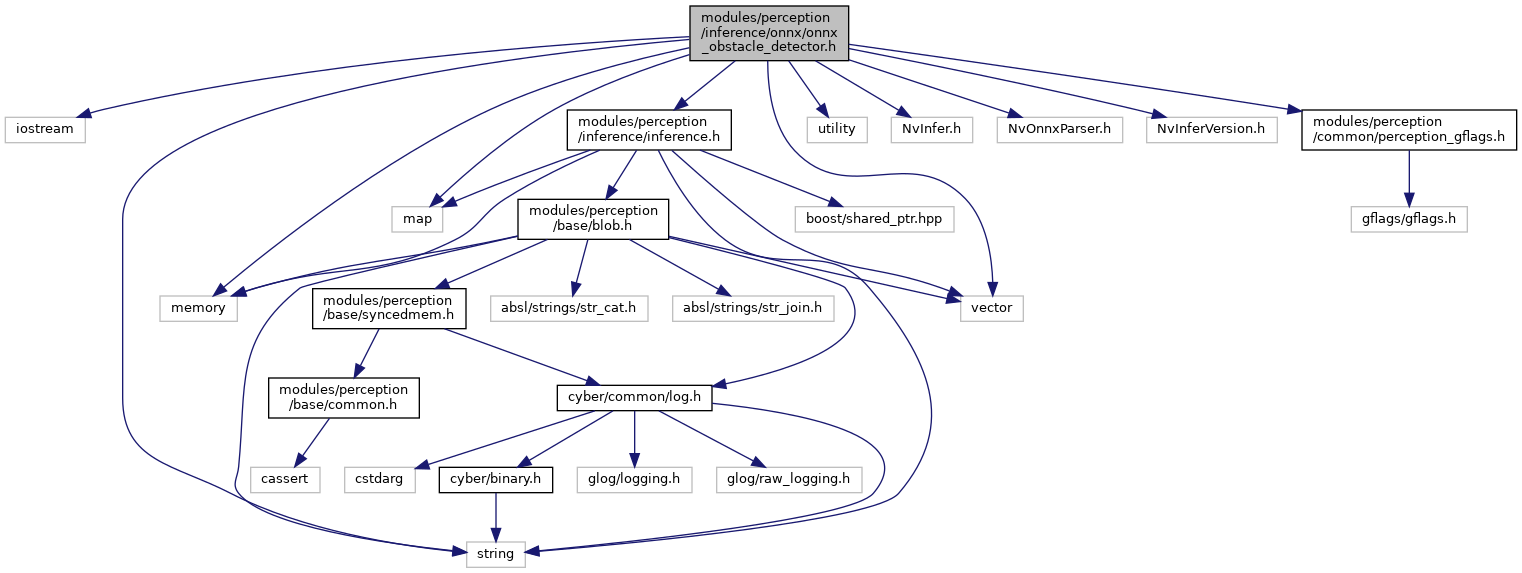 modules/perception
/inference/onnx/onnx
_obstacle_detector.h
iostream
modules/perception
/inference/inference.h
utility
NvInfer.h
NvOnnxParser.h
NvInferVersion.h
modules/perception
/common/perception_gflags.h
map
modules/perception
/base/blob.h
boost/shared_ptr.hpp
gflags/gflags.h
memory
modules/perception
/base/syncedmem.h
absl/strings/str_cat.h
absl/strings/str_join.h
vector
modules/perception
/base/common.h
cyber/common/log.h
cassert
cstdarg
cyber/binary.h
glog/logging.h
glog/raw_logging.h
string